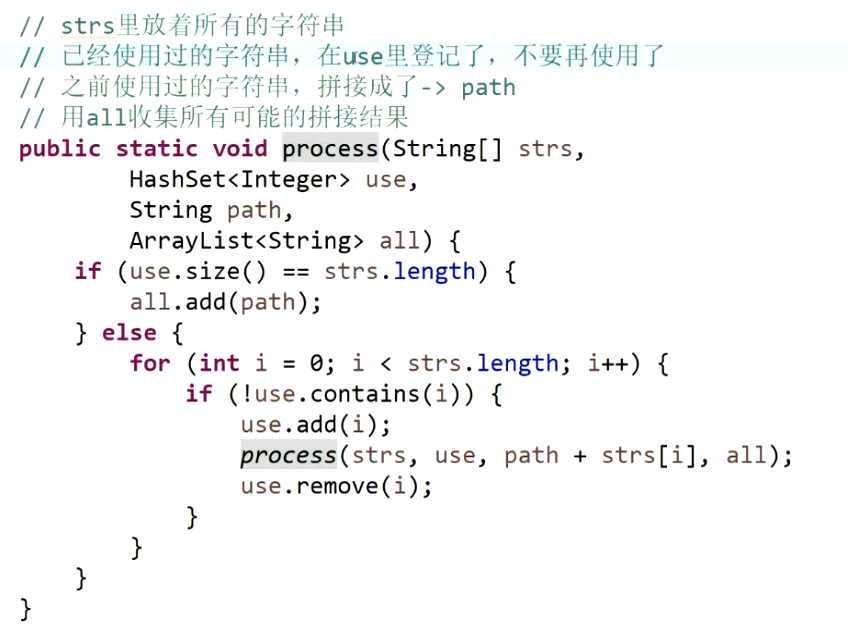 // strs里放着所有的字符串
// 已经使用过的字符串，在use里登记了，不要再使用了
// 之前使用过的字符串，拼接成了-> path
// 用all收集所有可能的拼接结果
public static void process(String[] strs,
        HashSet<Integer> use,
        String path,
        ArrayList<String> all) {
    if (use.size() == strs.length) {
        all.add(path);
    } else {
        for (int i = 0; i < strs.length; i++) {
            if (!use.contains(i)) {
                use.add(i);
                process(strs, use, path + strs[i], all);
                use.remove(i);
            }
        }
    }
}